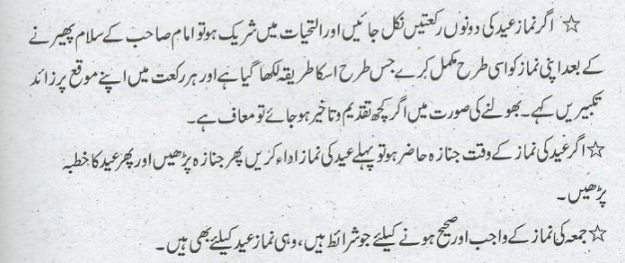 ☆ اگر نماز عید کی دونوں رکعتیں نکل جائیں اور التحیات میں شریک ہو تو امام صاحب کے سلام پھیرنے
کے بعد اپنی نماز کو اسی طرح مکمل کرے جس طرح اسکا طریقہ لکھا گیا ہے اور ہر رکعت میں اپنے موقع پر زائد
تکبیریں کہے۔ بھولنے کی صورت میں اگر کچھ تقدیم و تاخیر ہو جائے تو معاف ہے۔
☆ اگر عید کی نماز کے وقت جنازہ حاضر ہو تو پہلے عید کی نماز اداء کریں پھر جنازہ پڑھیں اور پھر عید کا خطبہ
پڑھیں۔
☆ جمعہ کی نماز کے واجب اور صحیح ہونے کیلئے جو شرائط ہیں، وہی نماز عید کیلئے بھی ہیں۔